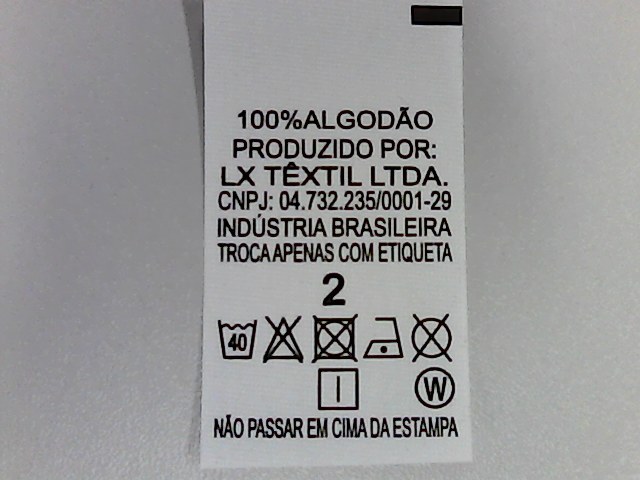 100%ALGODÃO
PRODUZIDO POR:
LX TÊXTIL LTDA.
CNPJ: 04.732.235/0001-29
INDÚSTRIA BRASILEIRA
TROCA APENAS COM ETIQUETA
2
40
W
NÃO PASSAR EM CIMA DA ESTAMPA